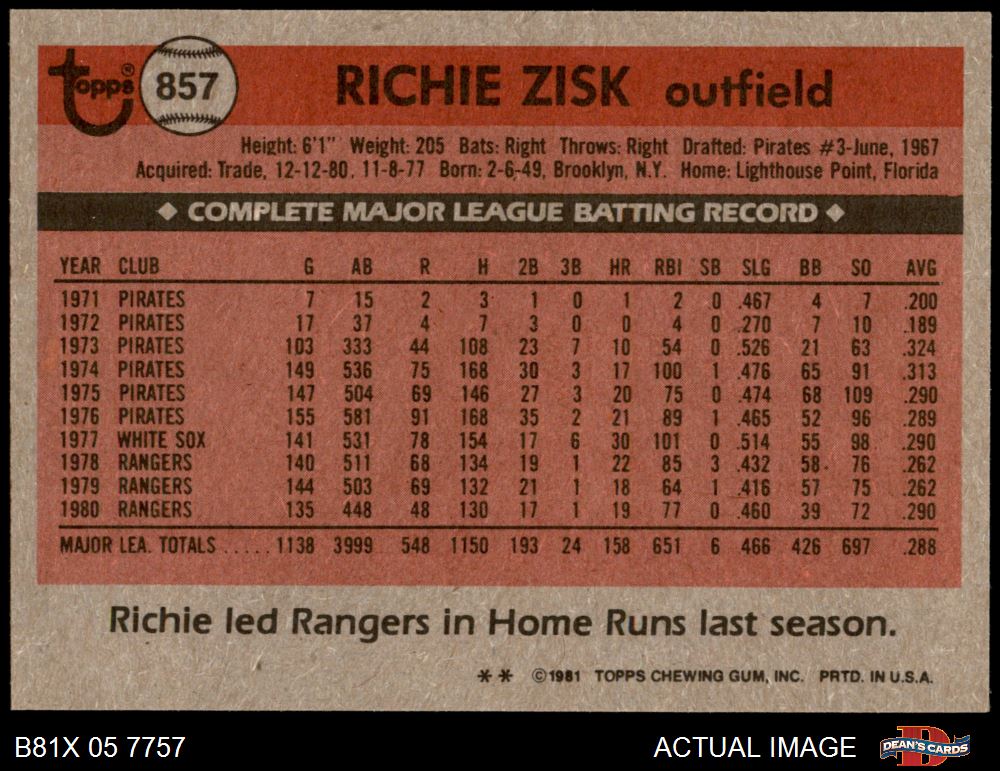 topps® 857 RICHIE ZISK outfield
Height: 6'1" Weight: 205 Bats: Right Throws: Right Drafted: Pirates #3-June, 1967
Acquired: Trade, 12-12-80, 11-8-77 Born: 2-6-49, Brooklyn, N.Y. Home: Lighthouse Point, Florida
◆ COMPLETE MAJOR LEAGUE BATTING RECORD ◆
YEAR CLUB G AB R H 2B 3B HR RBI SB SLG BB SO AVG
1971 PIRATES 7 15 2 3 1 0 1 2 0 .467 4 7 .200
1972 PIRATES 17 37 4 7 3 0 0 4 0 .270 7 10 .189
1973 PIRATES 103 333 44 108 23 7 10 54 0 .526 21 63 .324
1974 PIRATES 149 536 75 168 30 3 17 100 1 .476 65 91 .313
1975 PIRATES 147 504 69 146 27 3 20 75 0 .474 68 109 .290
1976 PIRATES 155 581 91 168 35 2 21 89 1 .465 52 96 .289
1977 WHITE SOX 141 531 78 154 17 6 30 101 0 .514 55 98 .290
1978 RANGERS 140 511 68 134 19 1 22 85 3 .432 58 76 .262
1979 RANGERS 144 503 69 132 21 1 18 64 1 .416 57 75 .262
1980 RANGERS 135 448 48 130 17 1 19 77 0 .460 39 72 .290
MAJOR LEA. TOTALS ..... 1138 3999 548 1150 193 24 158 651 6 .466 426 697 .288
Richie led Rangers in Home Runs last season.
** ©1981 TOPPS CHEWING GUM, INC. PRTD. IN U.S.A.
B81X 05 7757 ACTUAL IMAGE DEAN'S CARDS